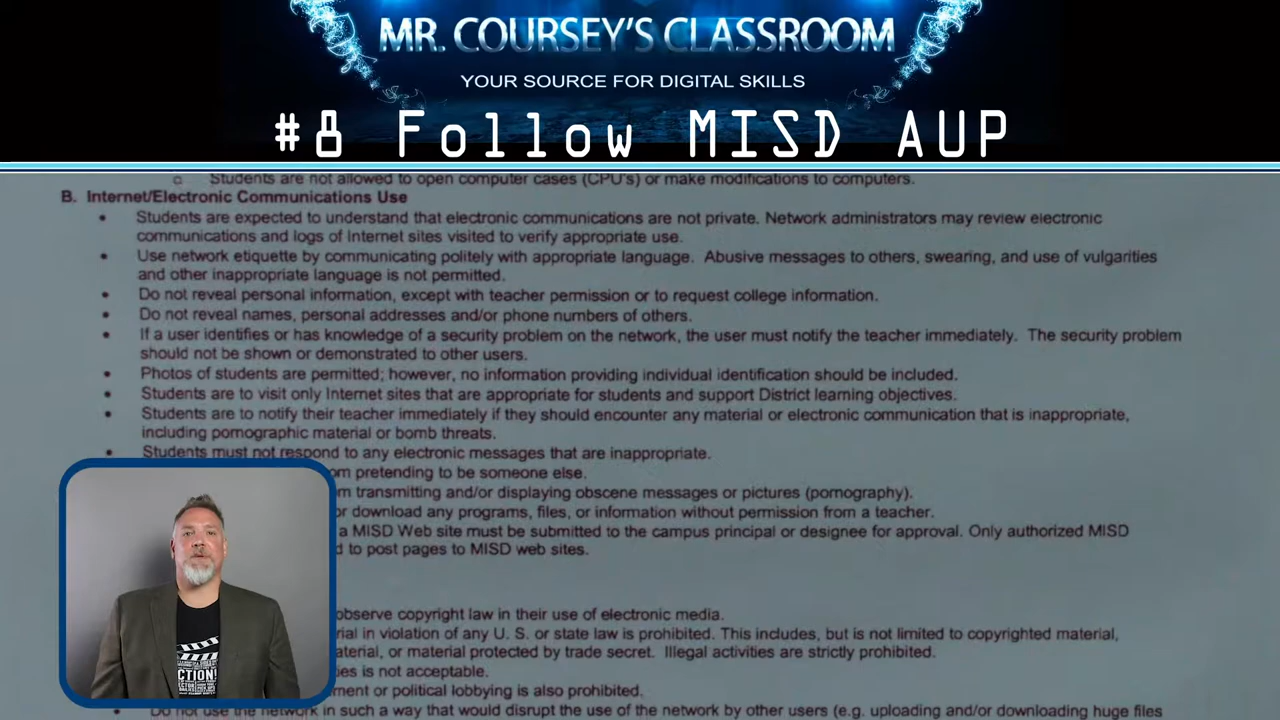 MR. COURSEY'S CLASSROOM
YOUR SOURCE FOR DIGITAL SKILLS
#8 Follow MISD AUP
Students are not allowed to open computer cases (CPU's) or make modifications to computers.
B. Internet/Electronic Communications Use
• Students are expected to understand that electronic communications are not private. Network administrators may review electronic
communications and logs of Internet sites visited to verify appropriate use.
• Use network etiquette by communicating politely with appropriate language. Abusive messages to others, swearing, and use of vulgarities
and other inappropriate language is not permitted.
• Do not reveal personal information, except with teacher permission or to request college information.
• Do not reveal names, personal addresses and/or phone numbers of others.
• If a user identifies or has knowledge of a security problem on the network, the user must notify the teacher immediately. The security problem
should not be shown or demonstrated to other users.
• Photos of students are permitted; however, no information providing individual identification should be included.
• Students are to visit only Internet sites that are appropriate for students and support District learning objectives.
• Students are to notify their teacher immediately if they should encounter any material or electronic communication that is inappropriate,
including pornographic material or bomb threats.
• Students must not respond to any electronic messages that are inappropriate.
om pretending to be someone else.
m transmitting and/or displaying obscene messages or pictures (pornography).
or download any programs, files, or information without permission from a teacher.
a MISD Web site must be submitted to the campus principal or designee for approval. Only authorized MISD
d to post pages to MISD web sites.
observe copyright law in their use of electronic media.
rial in violation of any U. S. or state law is prohibited. This includes, but is not limited to copyrighted material,
aterial, or material protected by trade secret. Illegal activities are strictly prohibited.
ies is not acceptable.
ment or political lobbying is also prohibited.
• Do not use the network in such a way that would disrupt the use of the network by other users (e.g. uploading and/or downloading huge files
CTION!